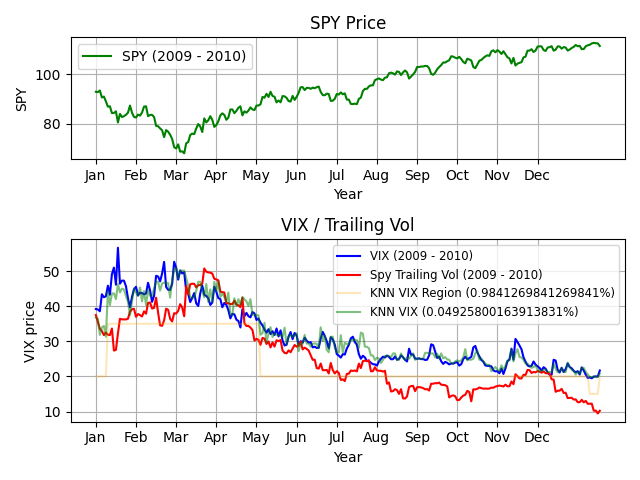 SPY Price
SPY (2009 - 2010)
SPY
100
80
Jan Feb Mar Apr May Jun Jul Aug Sep Oct Nov Dec
Year
VIX / Trailing Vol
VIX (2009 - 2010)
Spy Trailing Vol (2009 - 2010)
KNN VIX Region (0.9841269841269841%)
KNN VIX (0.04925800163913831%)
VIX price
50
40
30
20
10
Jan Feb Mar Apr May Jun Jul Aug Sep Oct Nov Dec
Year